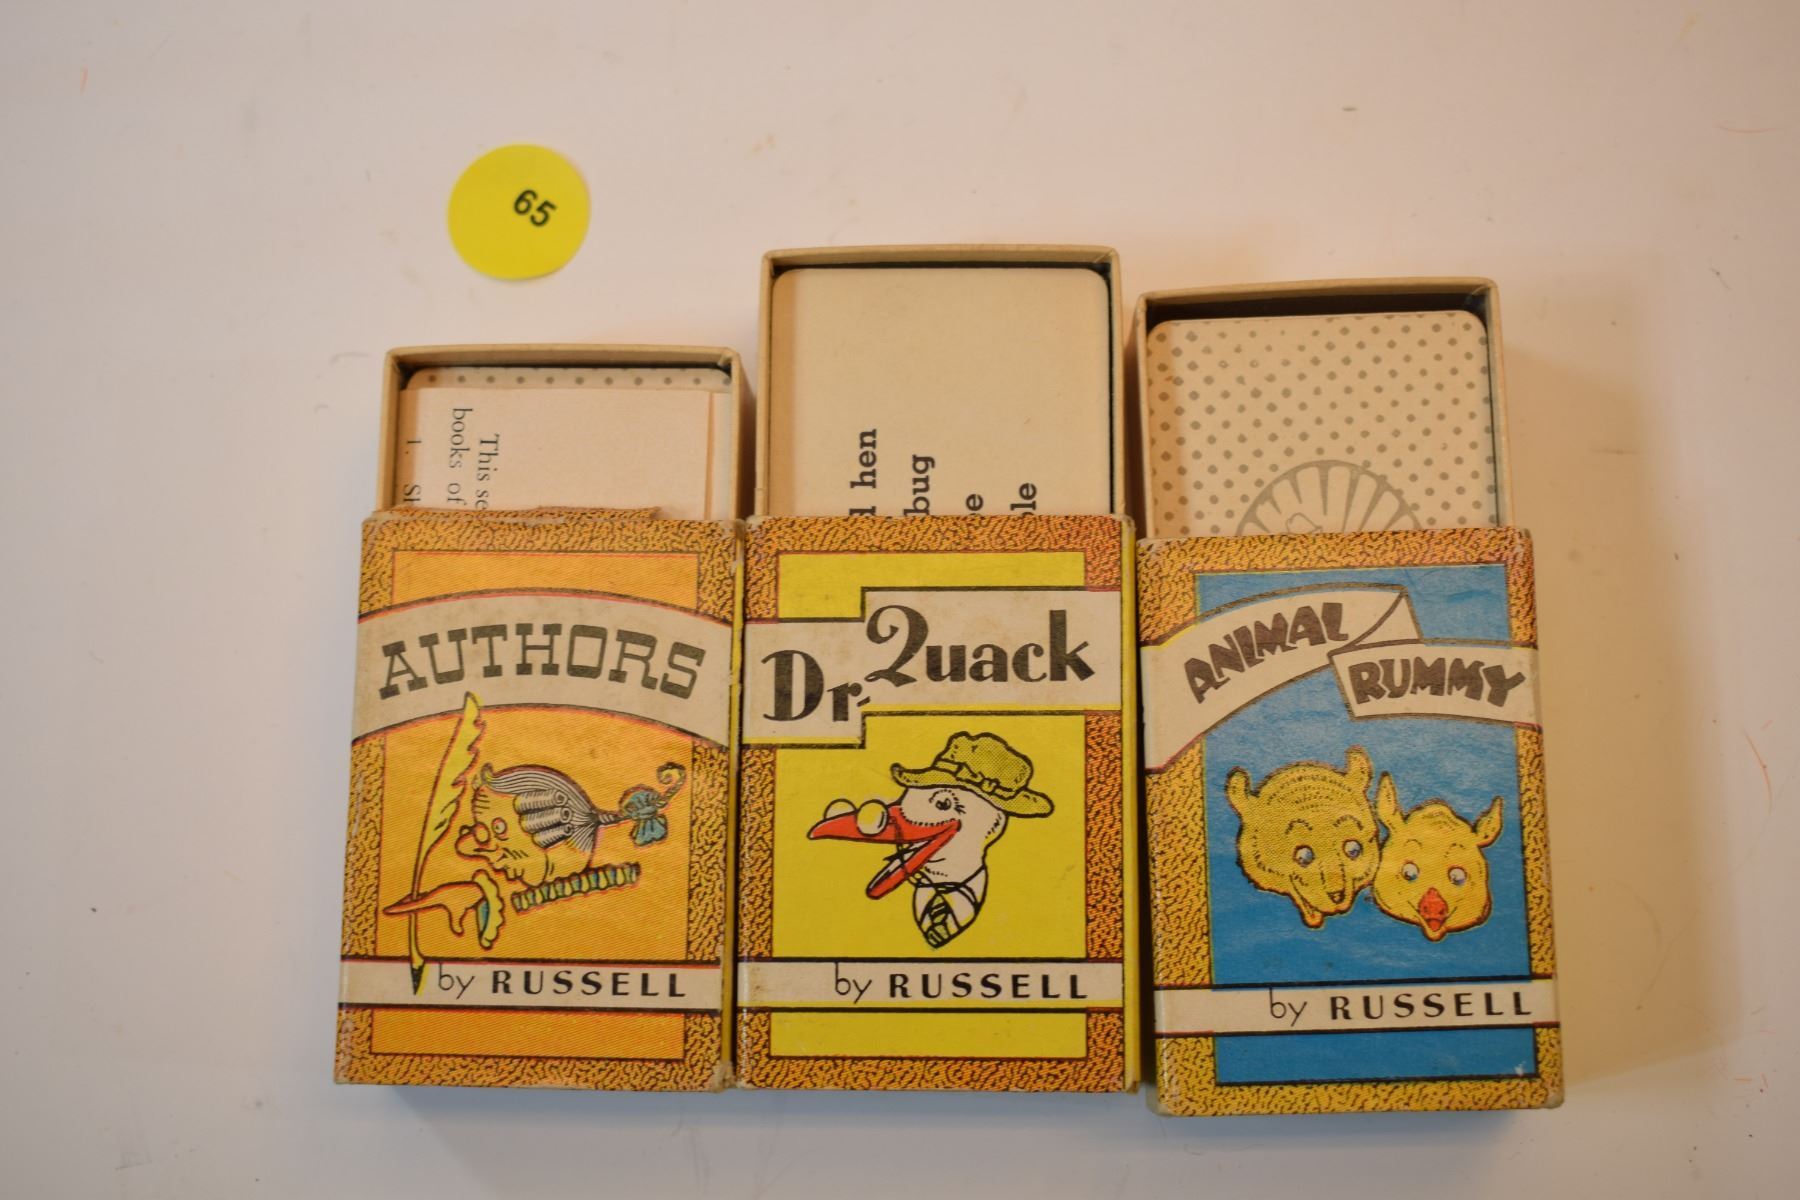 65
This se
books of
1. Sl
d hen
bug
e
le
AUTHORS
by RUSSELL
Dr. Quack
by RUSSELL
ANIMAL
RUMMY
by RUSSELL